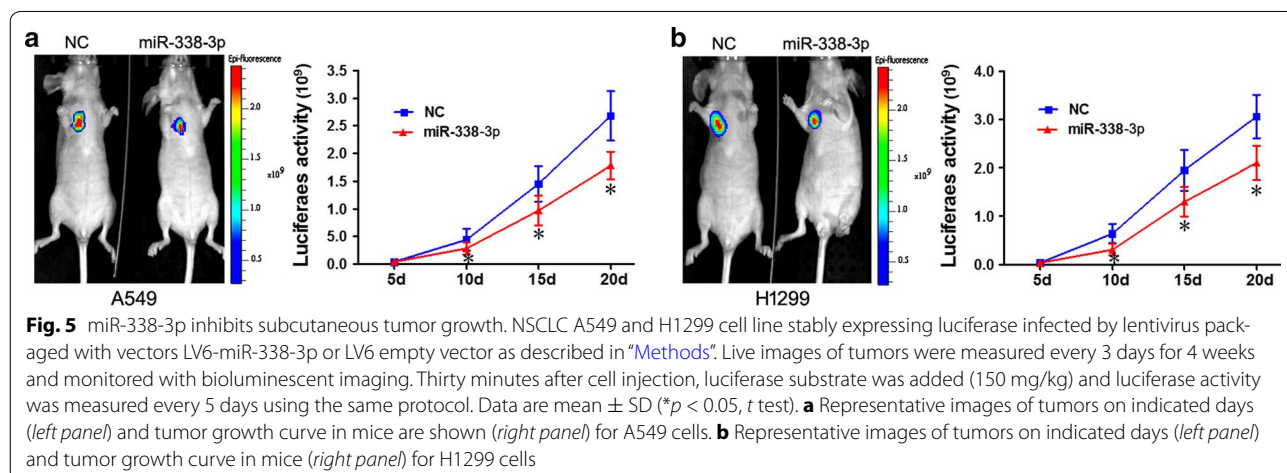 a
NC miR-338-3p
Epi-fluorescence
2.0
1.5
×10⁹
1.0
0.5
A549
Luciferaes activity (10⁹)
3.5
3.0
2.5
2.0
1.5
1.0
5.0
0.0
NC
miR-338-3p
*
*
*
5d 10d 15d 20d
b
NC miR-338-3p
Epi-fluorescence
2.0
1.5
×10⁹
1.0
0.5
H1299
Luciferaes activity (10⁹)
4.0
3.0
2.0
1.0
0.0
NC
miR-338-3p
*
*
*
5d 10d 15d 20d
Fig. 5 miR-338-3p inhibits subcutaneous tumor growth. NSCLC A549 and H1299 cell line stably expressing luciferase infected by lentivirus pack-
aged with vectors LV6-miR-338-3p or LV6 empty vector as described in “Methods”. Live images of tumors were measured every 3 days for 4 weeks
and monitored with bioluminescent imaging. Thirty minutes after cell injection, luciferase substrate was added (150 mg/kg) and luciferase activity
was measured every 5 days using the same protocol. Data are mean ± SD (*p < 0.05, t test). a Representative images of tumors on indicated days
(left panel) and tumor growth curve in mice are shown (right panel) for A549 cells. b Representative images of tumors on indicated days (left panel)
and tumor growth curve in mice (right panel) for H1299 cells